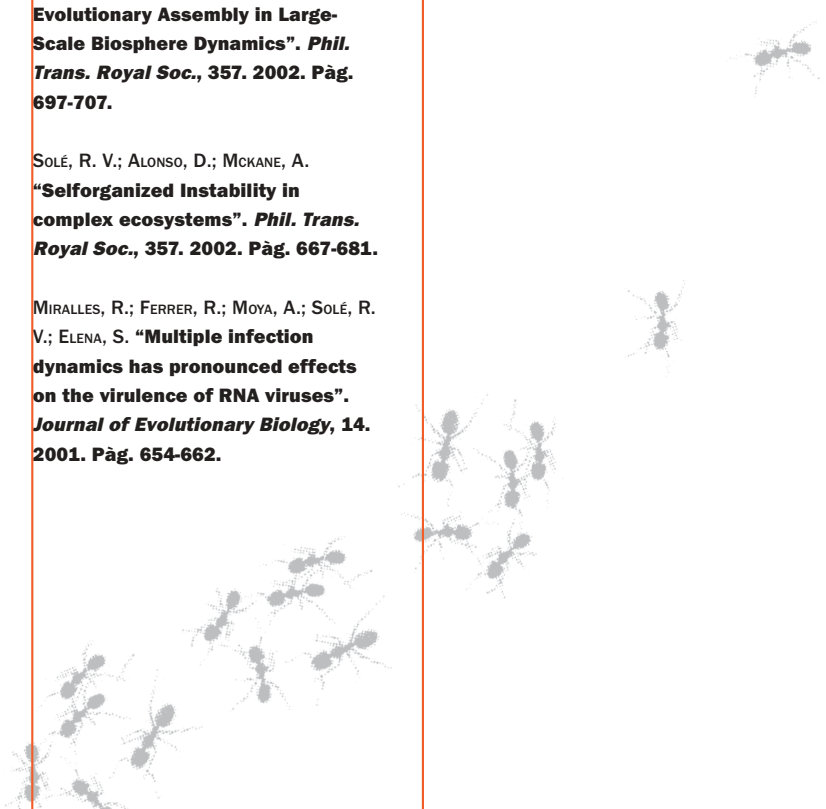 Evolutionary Assembly in Large-
Scale Biosphere Dynamics”. Phil.
Trans. Royal Soc., 357. 2002. Pàg.
697-707.
Solé, R. V.; Alonso, D.; Mckane, A.
“Selforganized Instability in
complex ecosystems”. Phil. Trans.
Royal Soc., 357. 2002. Pàg. 667-681.
Miralles, R.; Ferrer, R.; Moya, A.; Solé, R.
V.; Elena, S. “Multiple infection
dynamics has pronounced effects
on the virulence of RNA viruses”.
Journal of Evolutionary Biology, 14.
2001. Pàg. 654-662.